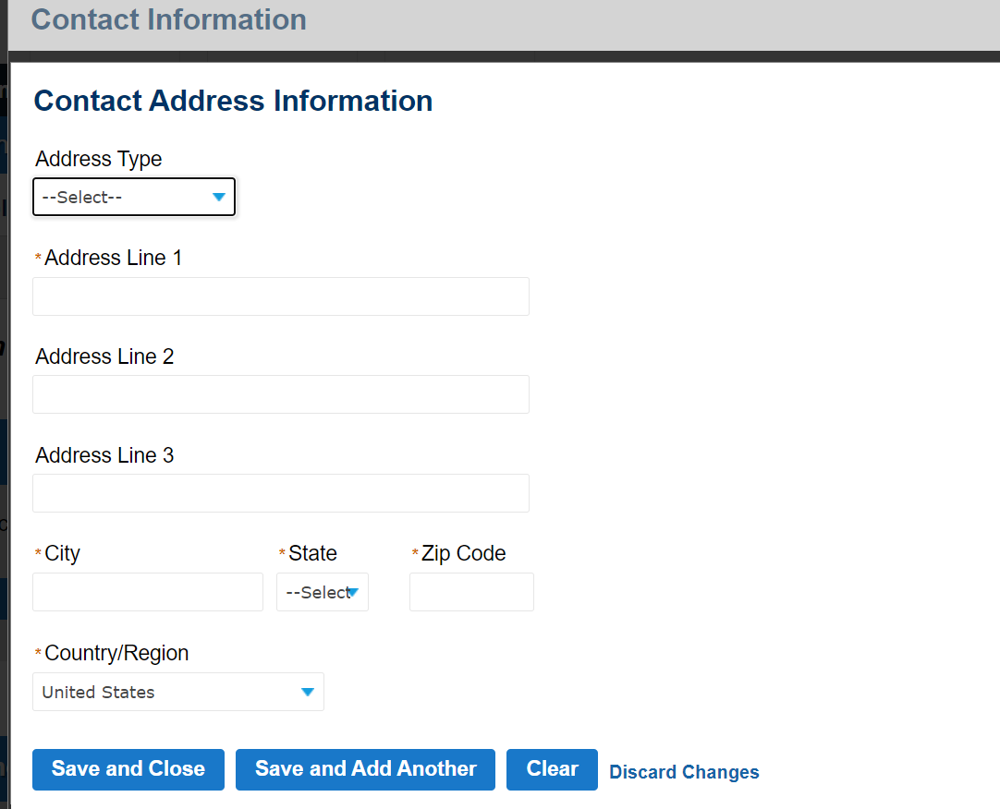 Contact Information
Contact Address Information
Address Type
--Select--
*Address Line 1
Address Line 2
Address Line 3
*City *State *Zip Code
--Select
*Country/Region
United States
Save and Close Save and Add Another Clear Discard Changes